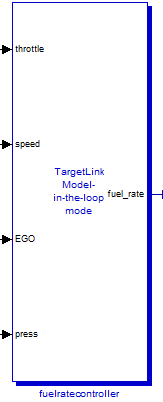 throttle
speed
TargetLink
Model-
in-the-loop
mode
fuel_rate
EGO
press
fuelratecontroller